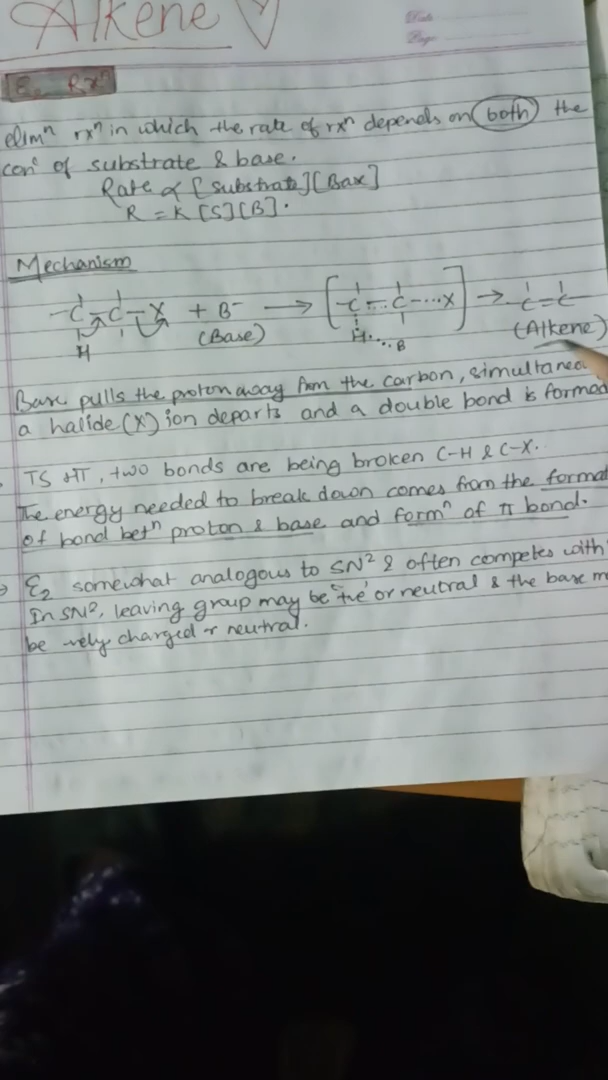 Alkene
Date
Page
E₂ Rxⁿ
elimⁿ rxⁿ in which the rate of rxⁿ depends on both the
conᶜ of substrate & base.
Rate ∝ [Substrate][Base]
R = K [S][B].
Mechanism
-C-C-X + B⁻ → [-C-...C-...X] → C=C
H (Base) H....B (Alkene)
Base pulls the proton away from the carbon, simultaneo
a halide (X) ion departs and a double bond is formed
TS, two bonds are being broken C-H & C-X.
The energy needed to break down comes from the format
of bond betⁿ proton & base and formⁿ of π bond.
→ E₂ somewhat analogous to SN² & often competes with
In SN², leaving group may be '+ve' or neutral & the base m
be -vely charged or neutral.